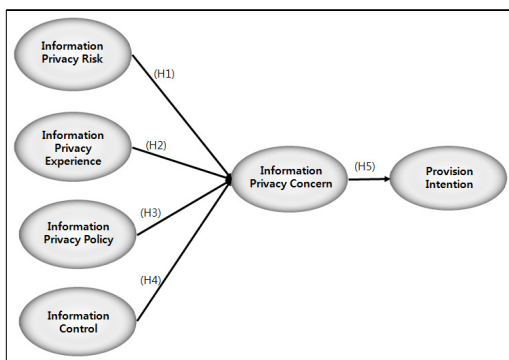 Information
Privacy Risk
(H1)
Information
Privacy
Experience
(H2)
Information
Privacy Concern
(H5)
Provision
Intention
Information
Privacy Policy
(H3)
(H4)
Information
Control